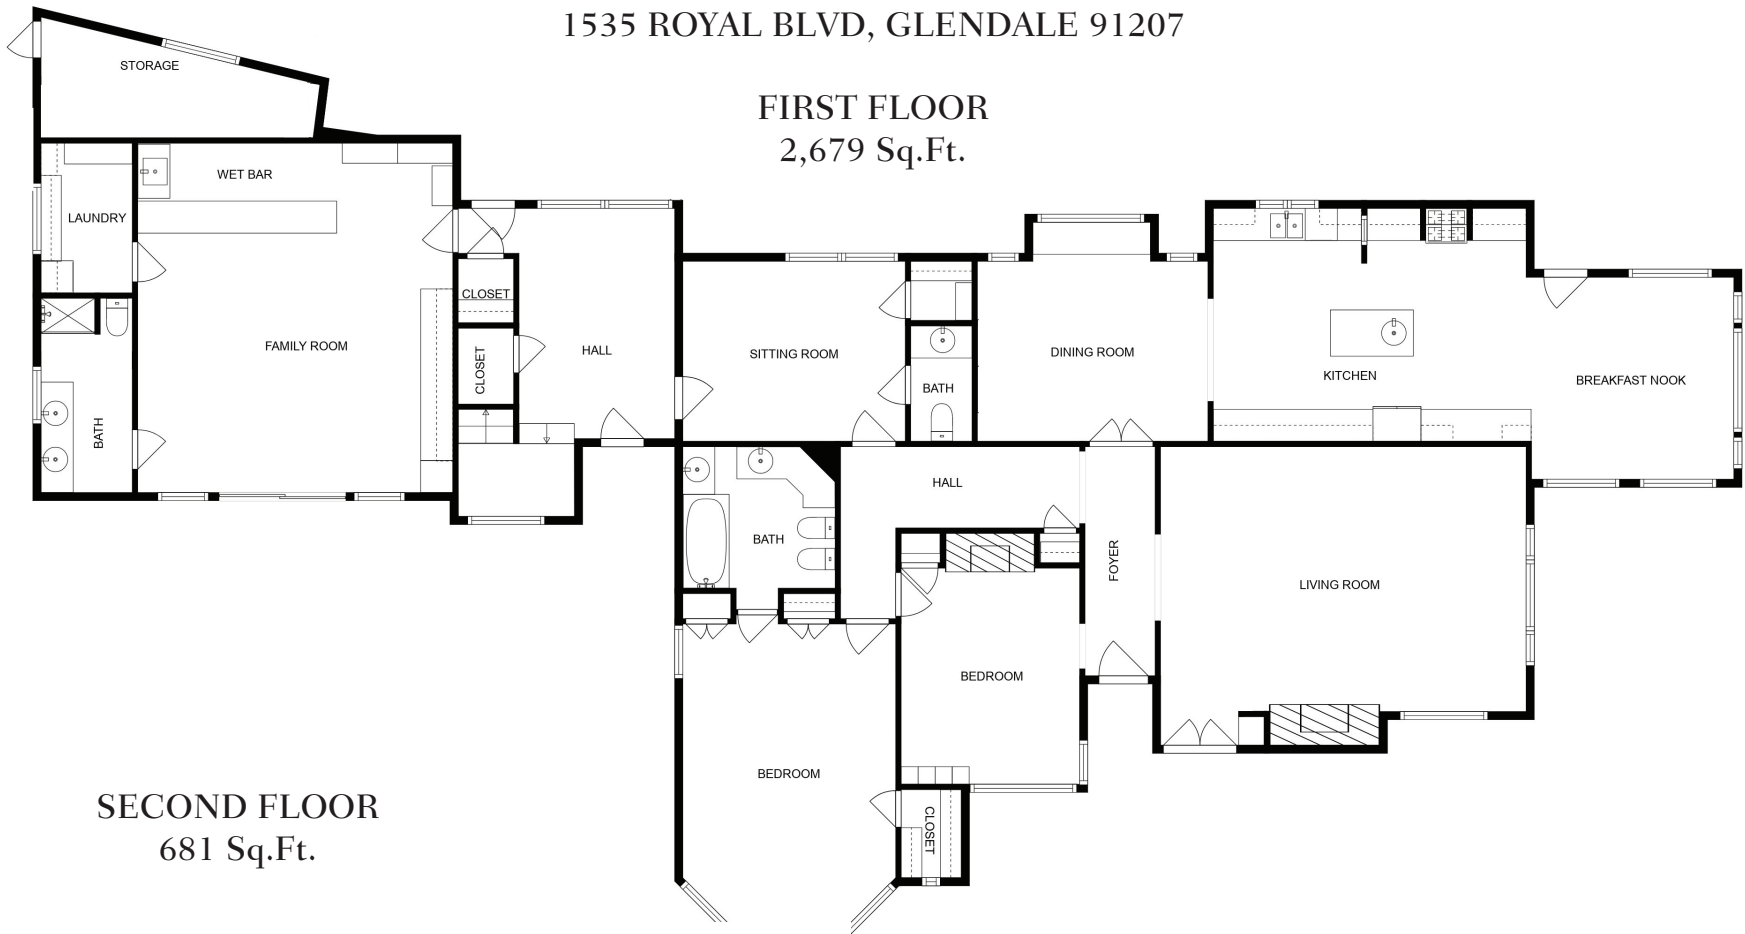 1535 ROYAL BLVD, GLENDALE 91207
FIRST FLOOR
2,679 Sq.Ft.
STORAGE
WET BAR
LAUNDRY
FAMILY ROOM
BATH
CLOSET
CLOSET
HALL
SITTING ROOM
BATH
DINING ROOM
KITCHEN
BREAKFAST NOOK
HALL
BATH
FOYER
LIVING ROOM
BEDROOM
BEDROOM
CLOSET
SECOND FLOOR
681 Sq.Ft.